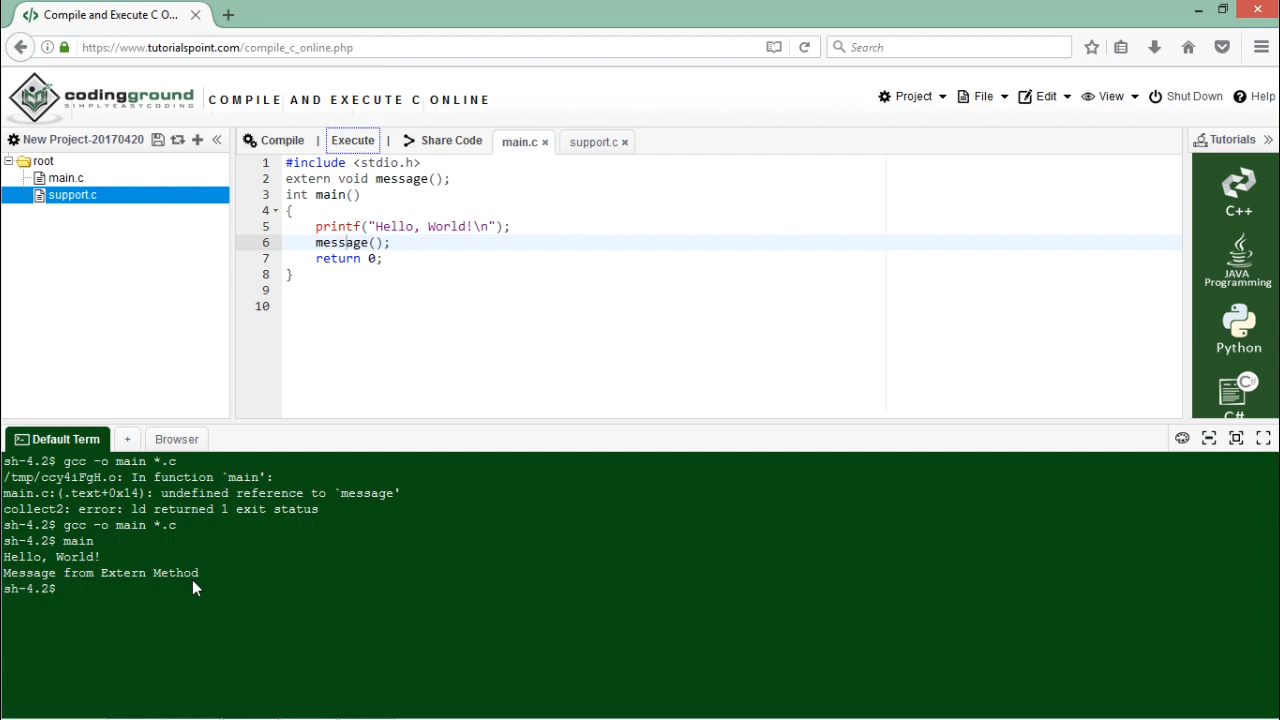 Compile and Execute C O...
https://www.tutorialspoint.com/compile_c_online.php
Search
codingground
SIMPLYEASYCODING
COMPILE AND EXECUTE C ONLINE
Project
File
Edit
View
Shut Down
Help
New Project-20170420
Compile | Execute | Share Code
main.c
support.c
Tutorials
root
main.c
support.c
1 #include <stdio.h>
2 extern void message();
3 int main()
4 {
5 printf("Hello, World!\n");
6 message();
7 return 0;
8 }
9
10
C++
JAVA
Programming
Python
C#
C#
Default Term
+
Browser
sh-4.2$ gcc -o main *.c
/tmp/ccy4iFgH.o: In function `main':
main.c:(.text+0x14): undefined reference to `message'
collect2: error: ld returned 1 exit status
sh-4.2$ gcc -o main *.c
sh-4.2$ main
Hello, World!
Message from Extern Method
sh-4.2$